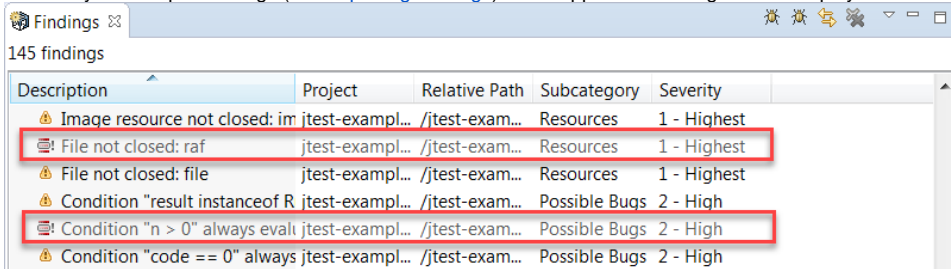 Findings
145 findings
Description Project Relative Path Subcategory Severity
Image resource not closed: im jtest-exampl... /jtest-exam... Resources 1 - Highest
File not closed: raf jtest-exampl... /jtest-exam... Resources 1 - Highest
File not closed: file jtest-exampl... /jtest-exam... Resources 1 - Highest
Condition "result instanceof R jtest-exampl... /jtest-exam... Possible Bugs 2 - High
Condition "n > 0" always evalu jtest-exampl... /jtest-exam... Possible Bugs 2 - High
Condition "code == 0" always jtest-exampl... /jtest-exam... Possible Bugs 2 - High